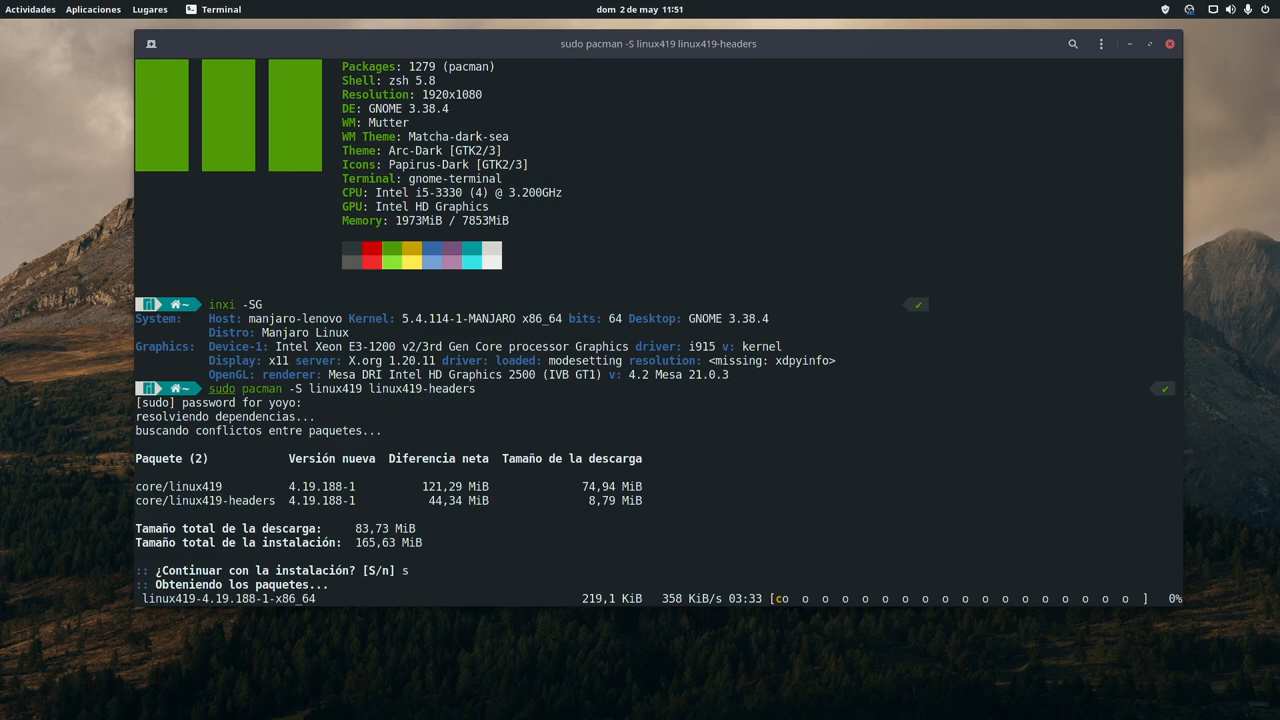 Actividades Aplicaciones Lugares Terminal dom 2 de may 11:51
sudo pacman -S linux419 linux419-headers
Packages: 1279 (pacman)
Shell: zsh 5.8
Resolution: 1920x1080
DE: GNOME 3.38.4
WM: Mutter
WM Theme: Matcha-dark-sea
Theme: Arc-Dark [GTK2/3]
Icons: Papirus-Dark [GTK2/3]
Terminal: gnome-terminal
CPU: Intel i5-3330 (4) @ 3.200GHz
GPU: Intel HD Graphics
Memory: 1973MiB / 7853MiB
~ inxi -SG ✔
System: Host: manjaro-lenovo Kernel: 5.4.114-1-MANJARO x86_64 bits: 64 Desktop: GNOME 3.38.4
Distro: Manjaro Linux
Graphics: Device-1: Intel Xeon E3-1200 v2/3rd Gen Core processor Graphics driver: i915 v: kernel
Display: x11 server: X.org 1.20.11 driver: loaded: modesetting resolution: <missing: xdpyinfo>
OpenGL: renderer: Mesa DRI Intel HD Graphics 2500 (IVB GT1) v: 4.2 Mesa 21.0.3
~ sudo pacman -S linux419 linux419-headers ✔
[sudo] password for yoyo:
resolviendo dependencias...
buscando conflictos entre paquetes...
Paquete (2) Versión nueva Diferencia neta Tamaño de la descarga
core/linux419 4.19.188-1 121,29 MiB 74,94 MiB
core/linux419-headers 4.19.188-1 44,34 MiB 8,79 MiB
Tamaño total de la descarga: 83,73 MiB
Tamaño total de la instalación: 165,63 MiB
:: ¿Continuar con la instalación? [S/n] s
:: Obteniendo los paquetes...
linux419-4.19.188-1-x86_64 219,1 KiB 358 KiB/s 03:33 [co o o o o o o o o o o o o o o o o o o ] 0%